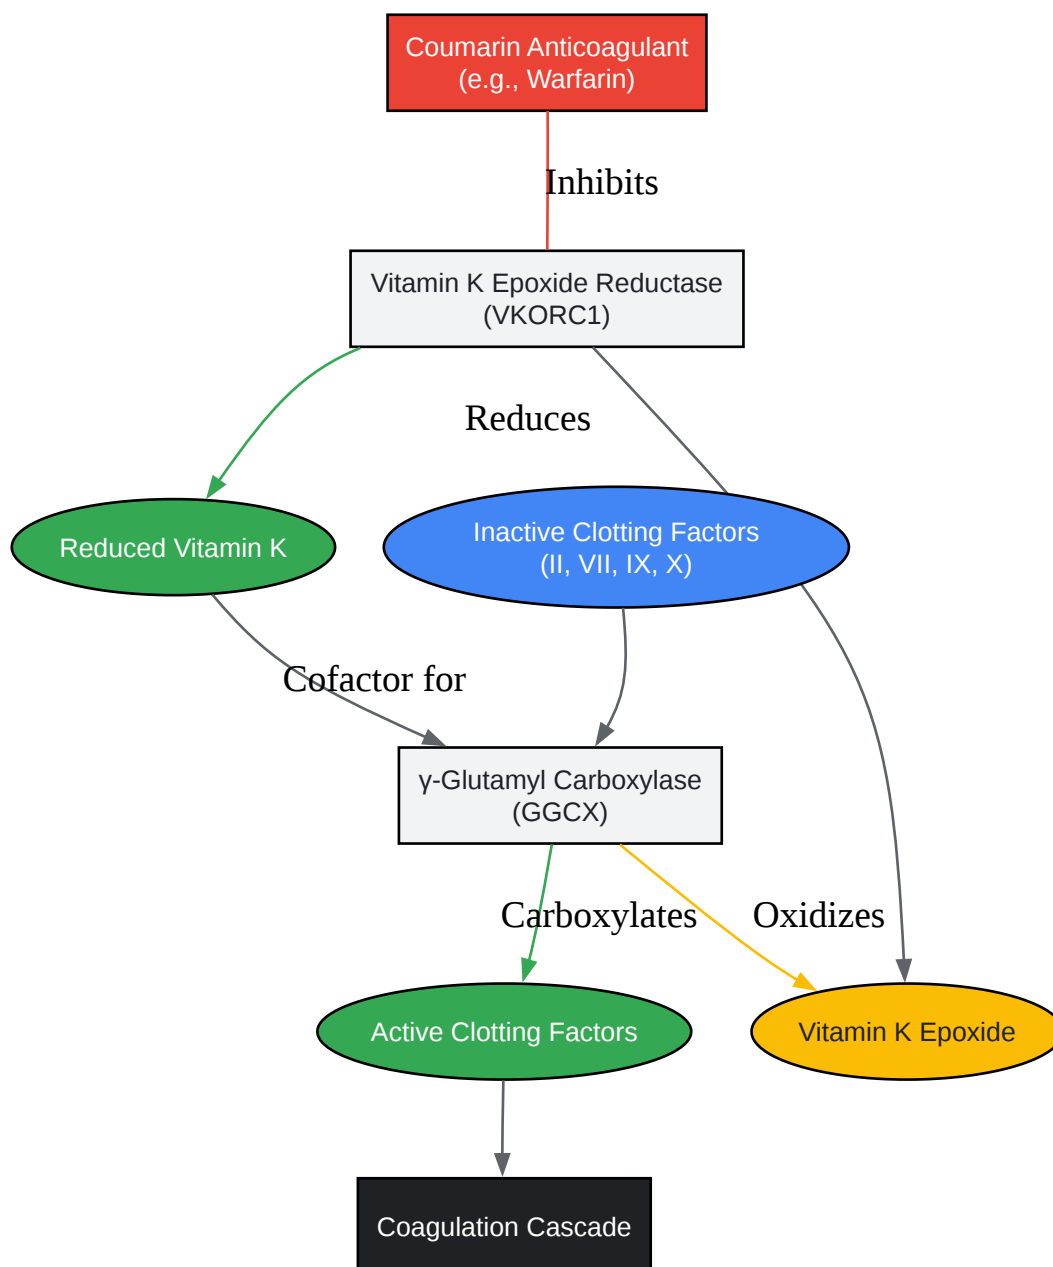 Coumarin Anticoagulant
(e.g., Warfarin)
Inhibits
Vitamin K Epoxide Reductase
(VKORC1)
Reduces
Reduced Vitamin K
Inactive Clotting Factors
(II, VII, IX, X)
Cofactor for
γ-Glutamyl Carboxylase
(GGCX)
Carboxylates
Oxidizes
Active Clotting Factors
Vitamin K Epoxide
Coagulation Cascade